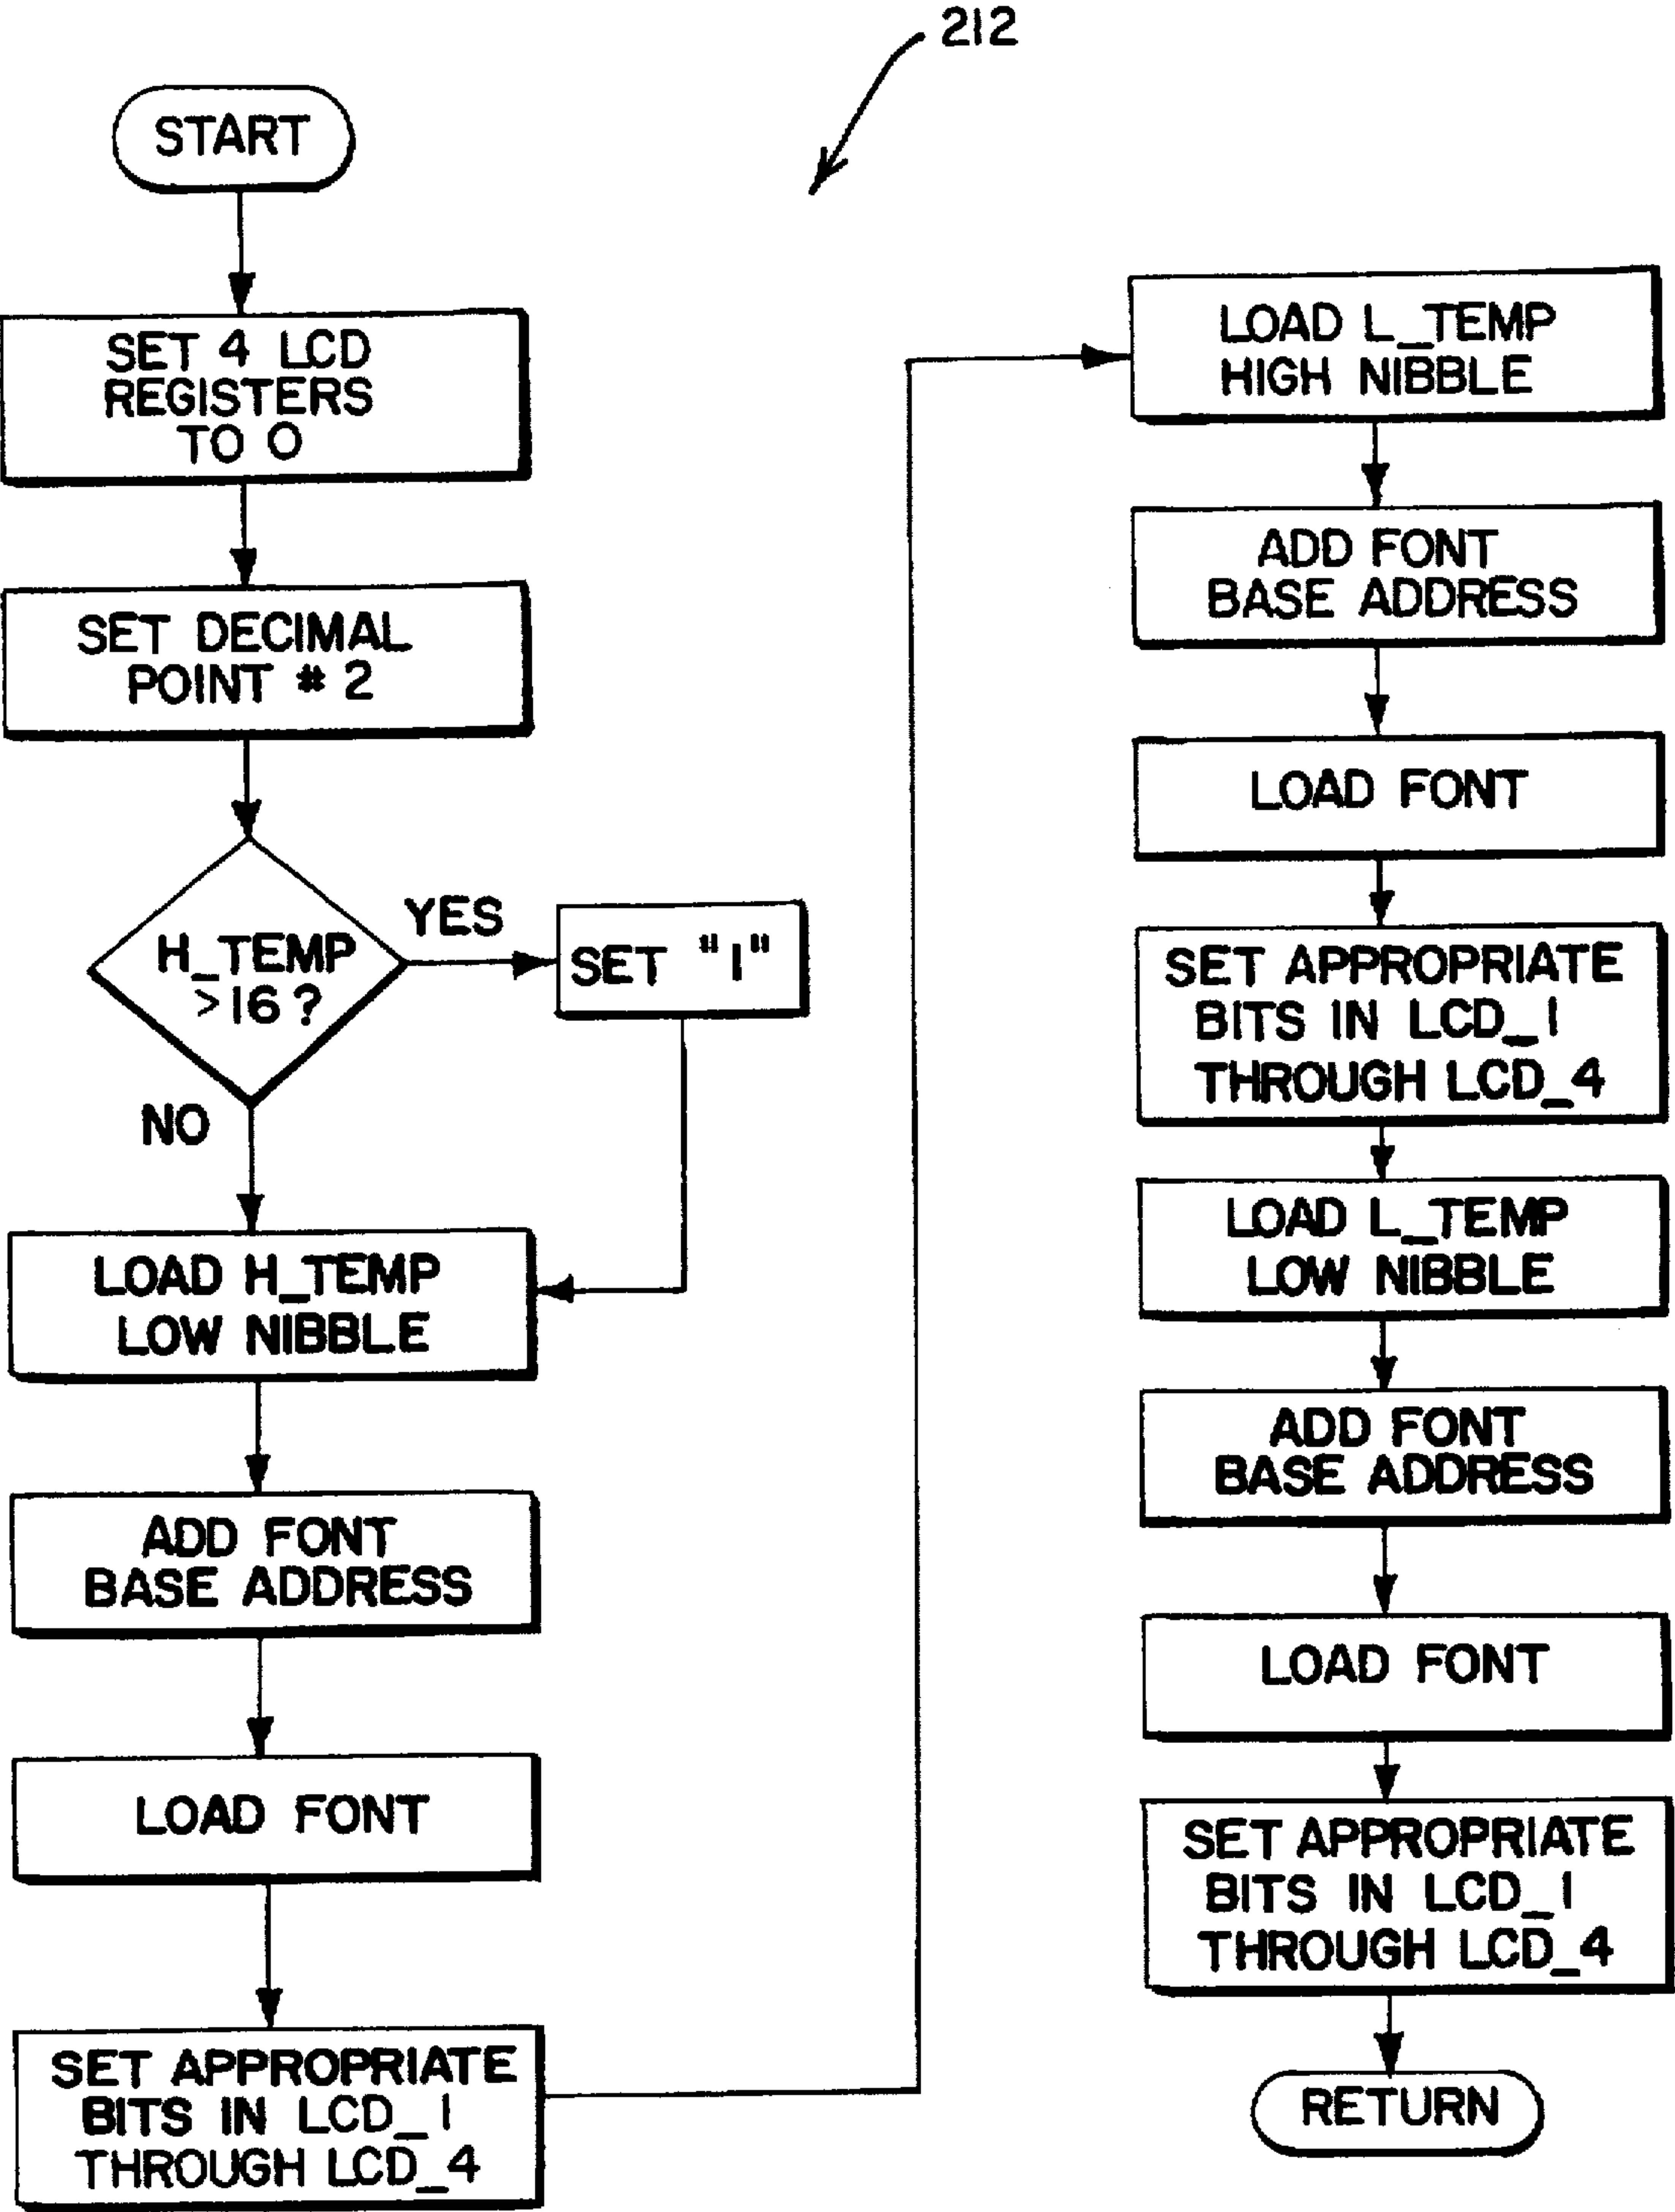 212
START
SET 4 LCD
REGISTERS
TO 0
SET DECIMAL
POINT # 2
H_TEMP
>16?
YES
SET "1"
NO
LOAD H_TEMP
LOW NIBBLE
ADD FONT
BASE ADDRESS
LOAD FONT
SET APPROPRIATE
BITS IN LCD_1
THROUGH LCD_4
LOAD L_TEMP
HIGH NIBBLE
ADD FONT
BASE ADDRESS
LOAD FONT
SET APPROPRIATE
BITS IN LCD_1
THROUGH LCD_4
LOAD L_TEMP
LOW NIBBLE
ADD FONT
BASE ADDRESS
LOAD FONT
SET APPROPRIATE
BITS IN LCD_1
THROUGH LCD_4
RETURN